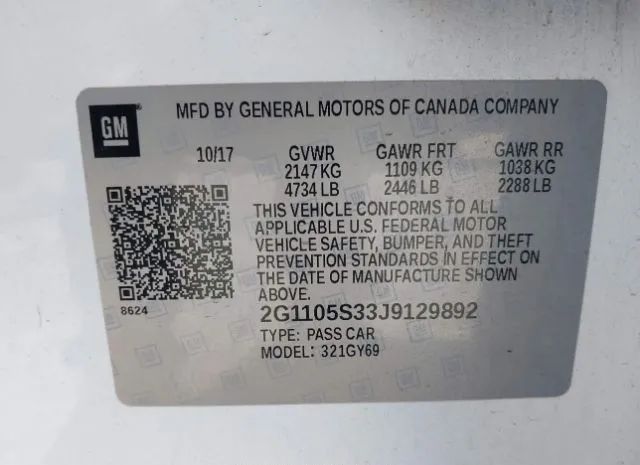 GM
MFD BY GENERAL MOTORS OF CANADA COMPANY
10/17 GVWR GAWR FRT GAWR RR
2147 KG 1109 KG 1038 KG
4734 LB 2446 LB 2288 LB
THIS VEHICLE CONFORMS TO ALL
APPLICABLE U.S. FEDERAL MOTOR
VEHICLE SAFETY, BUMPER, AND THEFT
PREVENTION STANDARDS IN EFFECT ON
THE DATE OF MANUFACTURE SHOWN
ABOVE.
8624
2G1105S33J9129892
TYPE: PASS CAR
MODEL: 321GY69